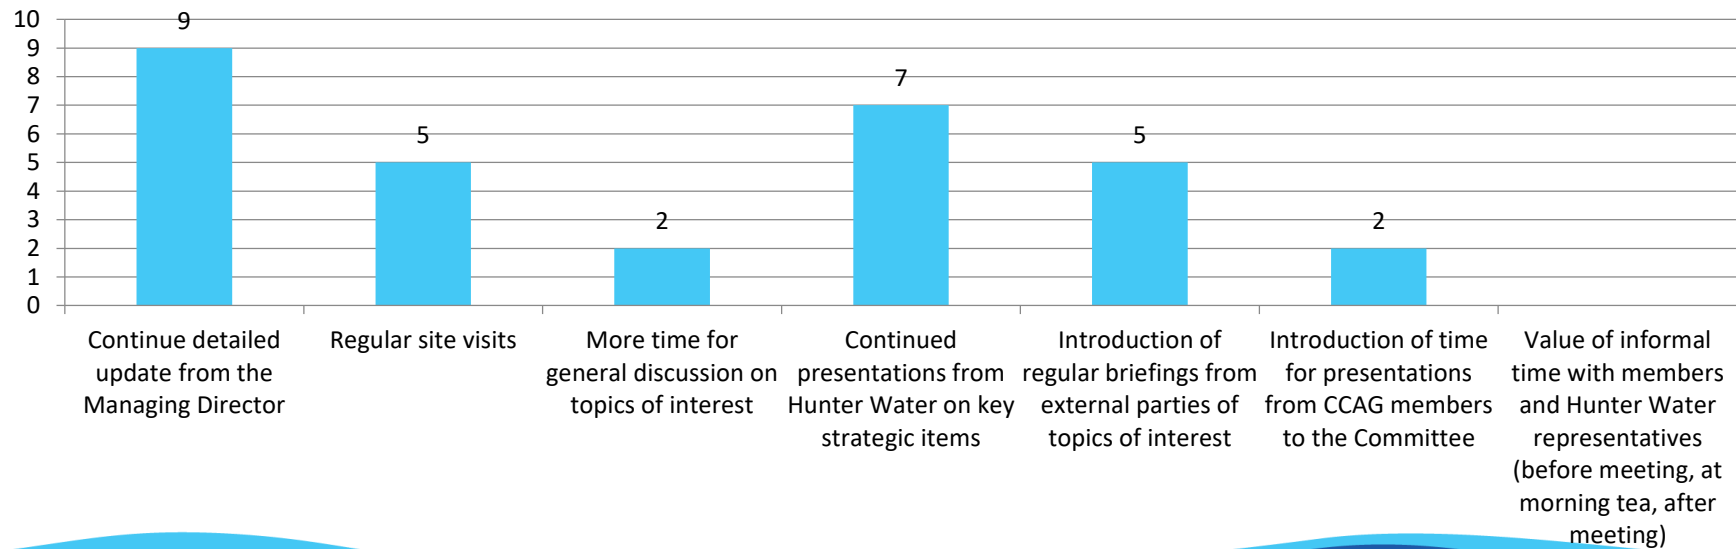 10
9
8
7
6
5
4
3
2
1
0
9
5
2
7
5
2
Continue detailed
update from the
Managing Director
Regular site visits
More time for
general discussion on
topics of interest
Continued
presentations from
Hunter Water on key
strategic items
Introduction of
regular briefings from
external parties of
topics of interest
Introduction of time
for presentations
from CCAG members
to the Committee
Value of informal
time with members
and Hunter Water
representatives
(before meeting, at
morning tea, after
meeting)